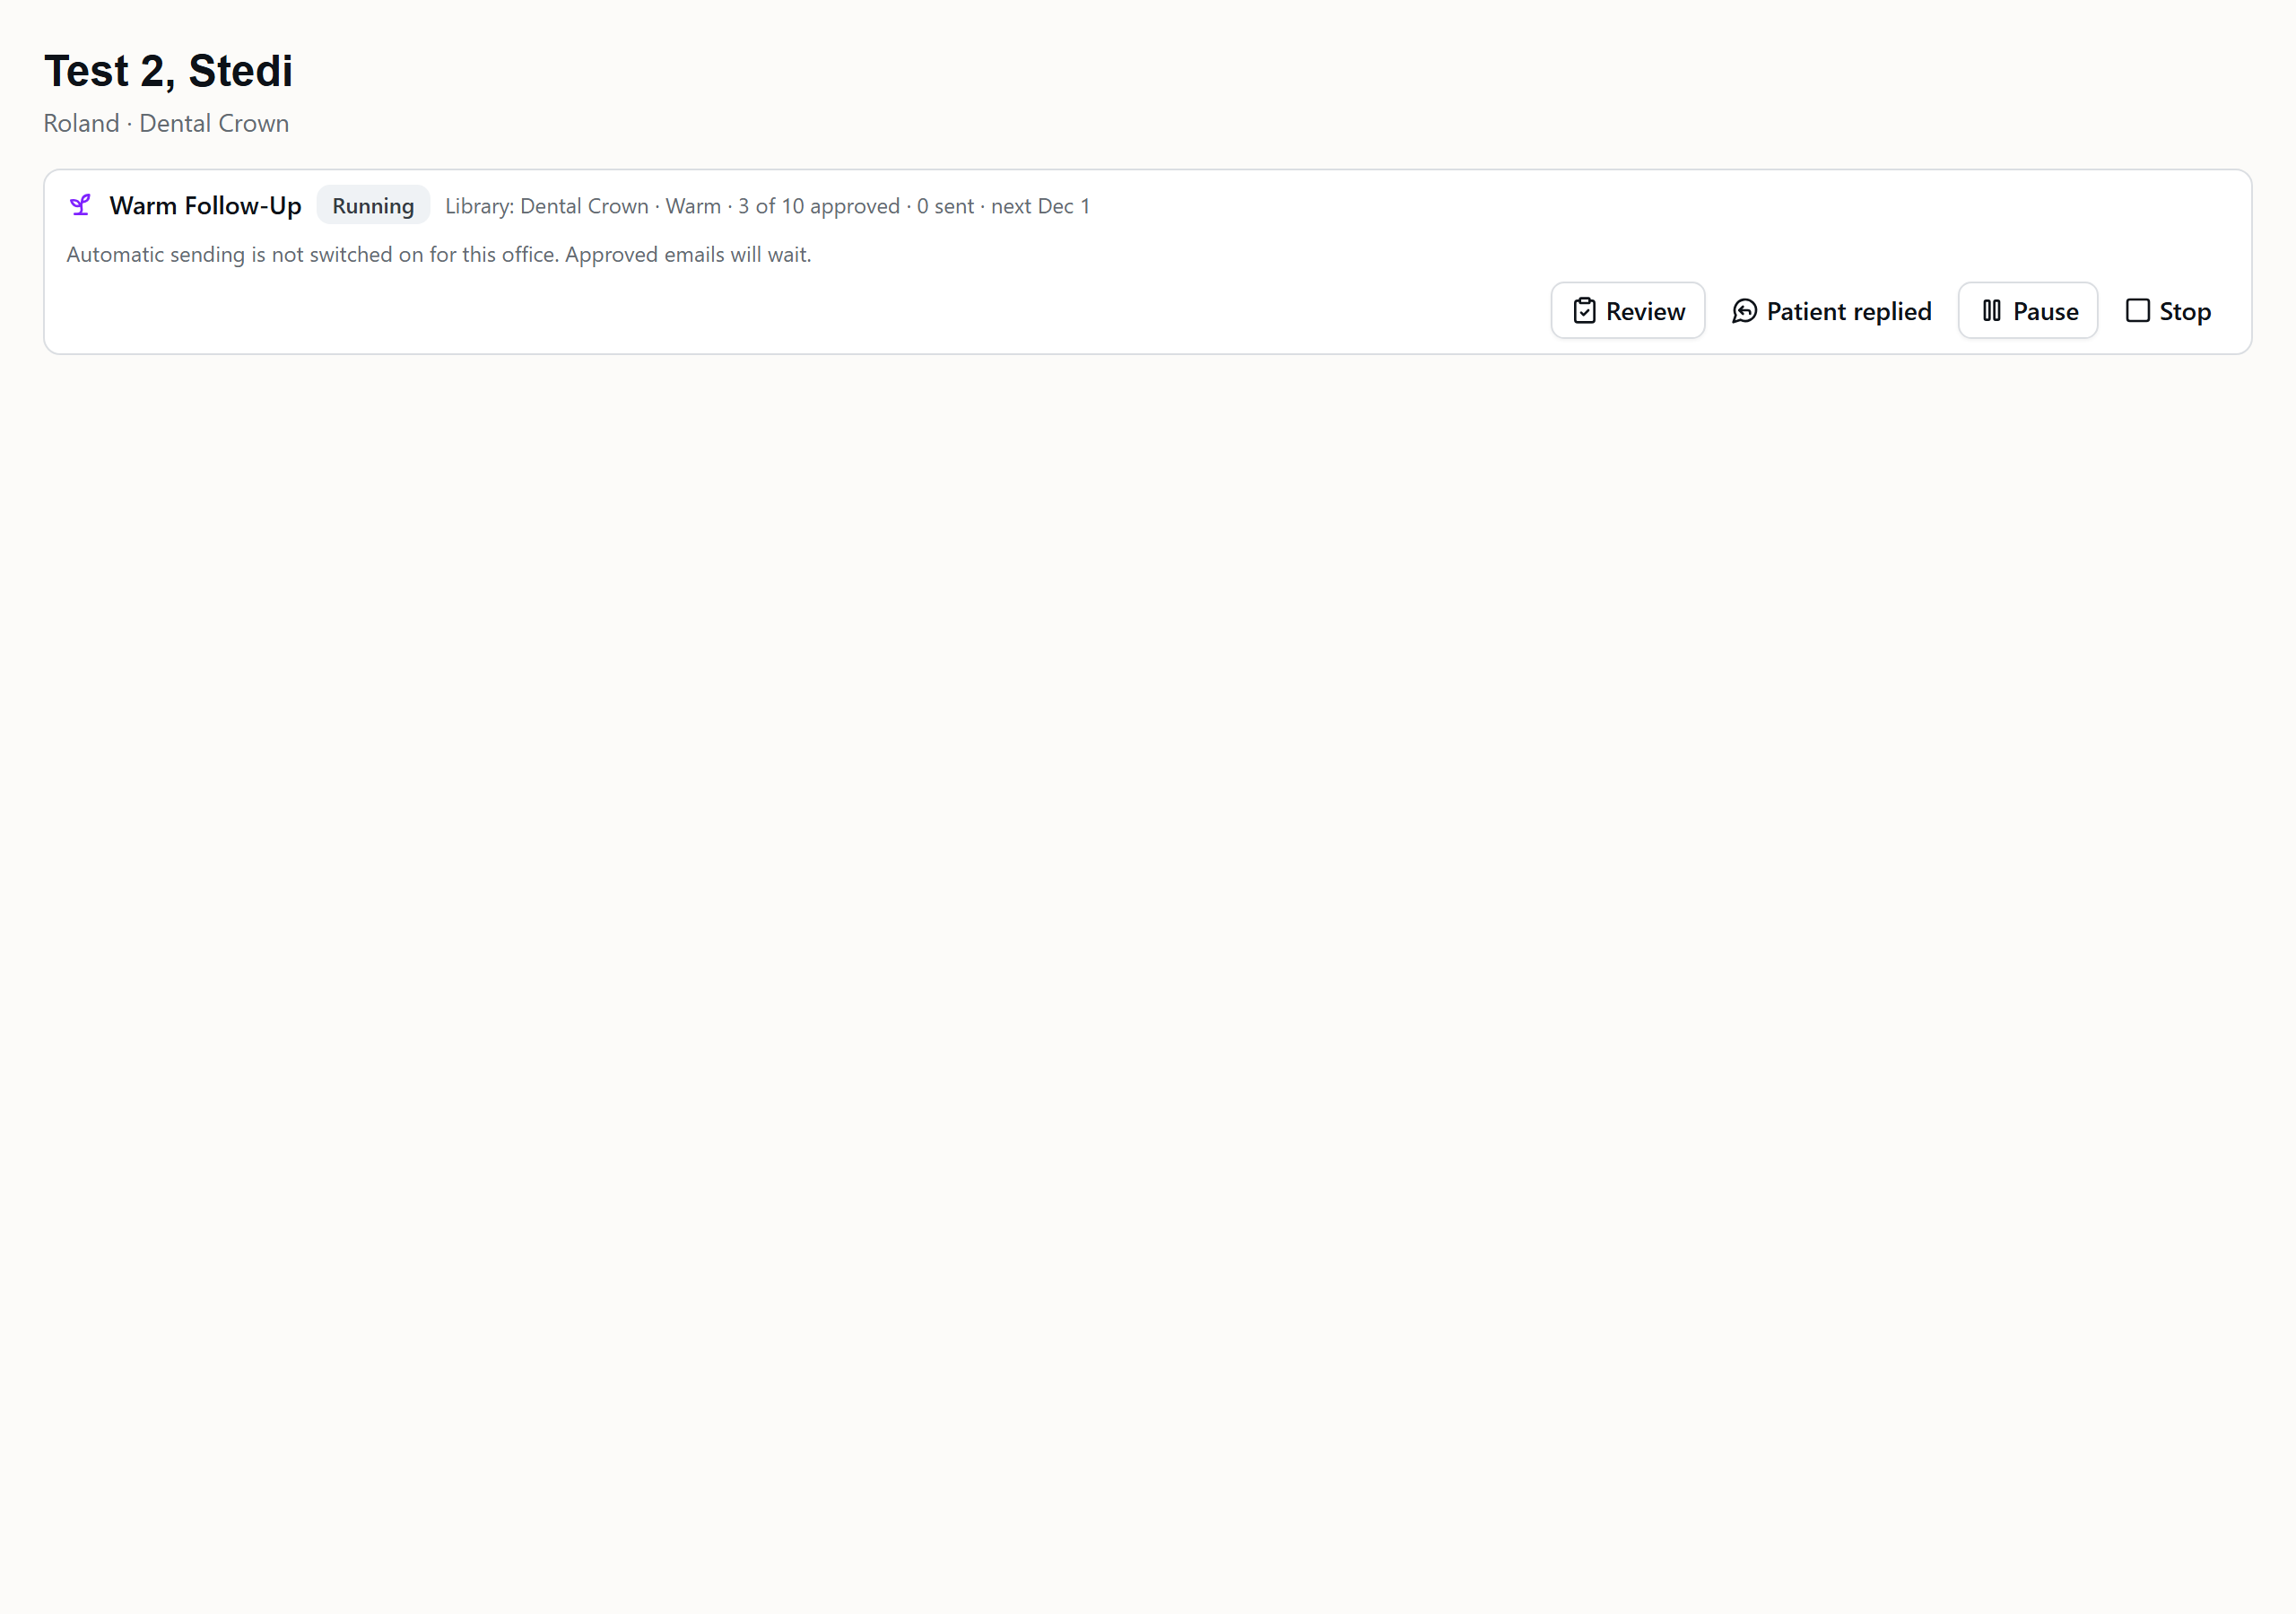 Test 2, Stedi
Roland · Dental Crown
Warm Follow-Up Running Library: Dental Crown · Warm · 3 of 10 approved · 0 sent · next Dec 1
Automatic sending is not switched on for this office. Approved emails will wait.
Review Patient replied Pause Stop